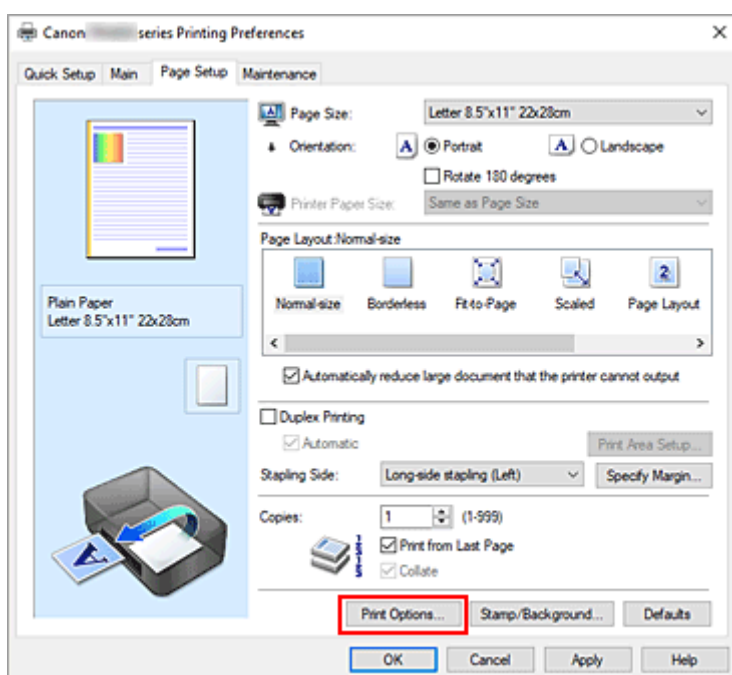 Canon series Printing Preferences
Quick Setup Main Page Setup Maintenance
Page Size: Letter 8.5"x11" 22x28cm
Orientation: A Portrait A Landscape
Rotate 180 degrees
Printer Paper Size: Same as Page Size
Page Layout:Normal-size
2
Normal-size Borderless Fit-to-Page Scaled Page Layout
Automatically reduce large document that the printer cannot output
Plain Paper
Letter 8.5"x11" 22x28cm
Duplex Printing
Automatic Print Area Setup...
Stapling Side: Long-side stapling (Left) Specify Margin...
Copies: 1 (1-999)
Print from Last Page
Collate
A
Print Options... Stamp/Background... Defaults
OK Cancel Apply Help